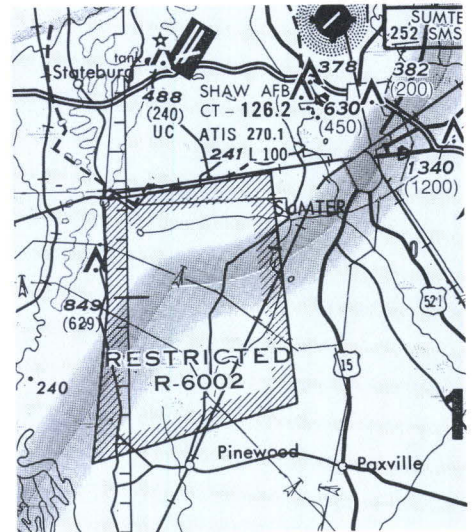 SUMTE
252 SMS
tank
Stateburg
378
382
(200)
488
(240)
UC
SHAW AFB
CT - 126.2
ATIS 270.1
241 L 100
630
(450)
1340
(1200)
SUMTER
849
(629)
521
RESTRICTED
R-6002
15
240
Pinewood
Paxville